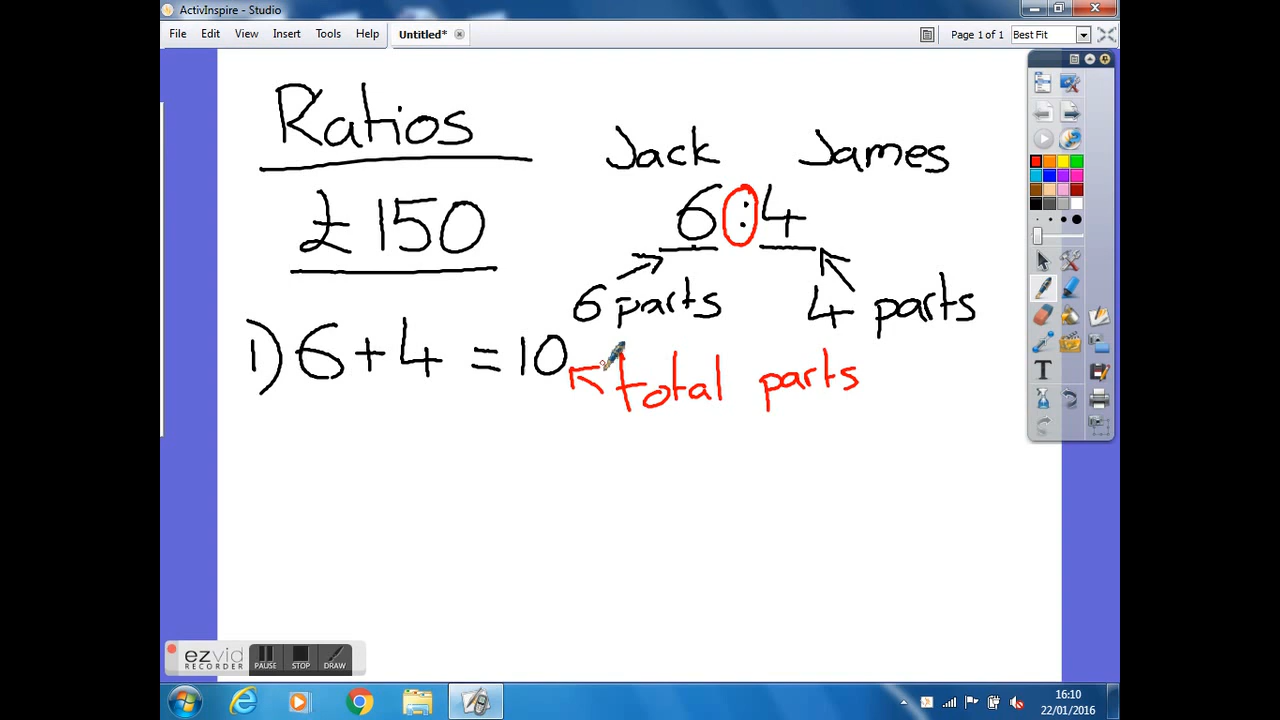 ActivInspire - Studio
File Edit View Insert Tools Help Untitled* Page 1 of 1 Best Fit
Ratios
Jack James
£150
6:4
6 parts 4 parts
1) 6 + 4 = 10
total parts
T
ezvid
RECORDER
PAUSE STOP DRAW
16:10
22/01/2016